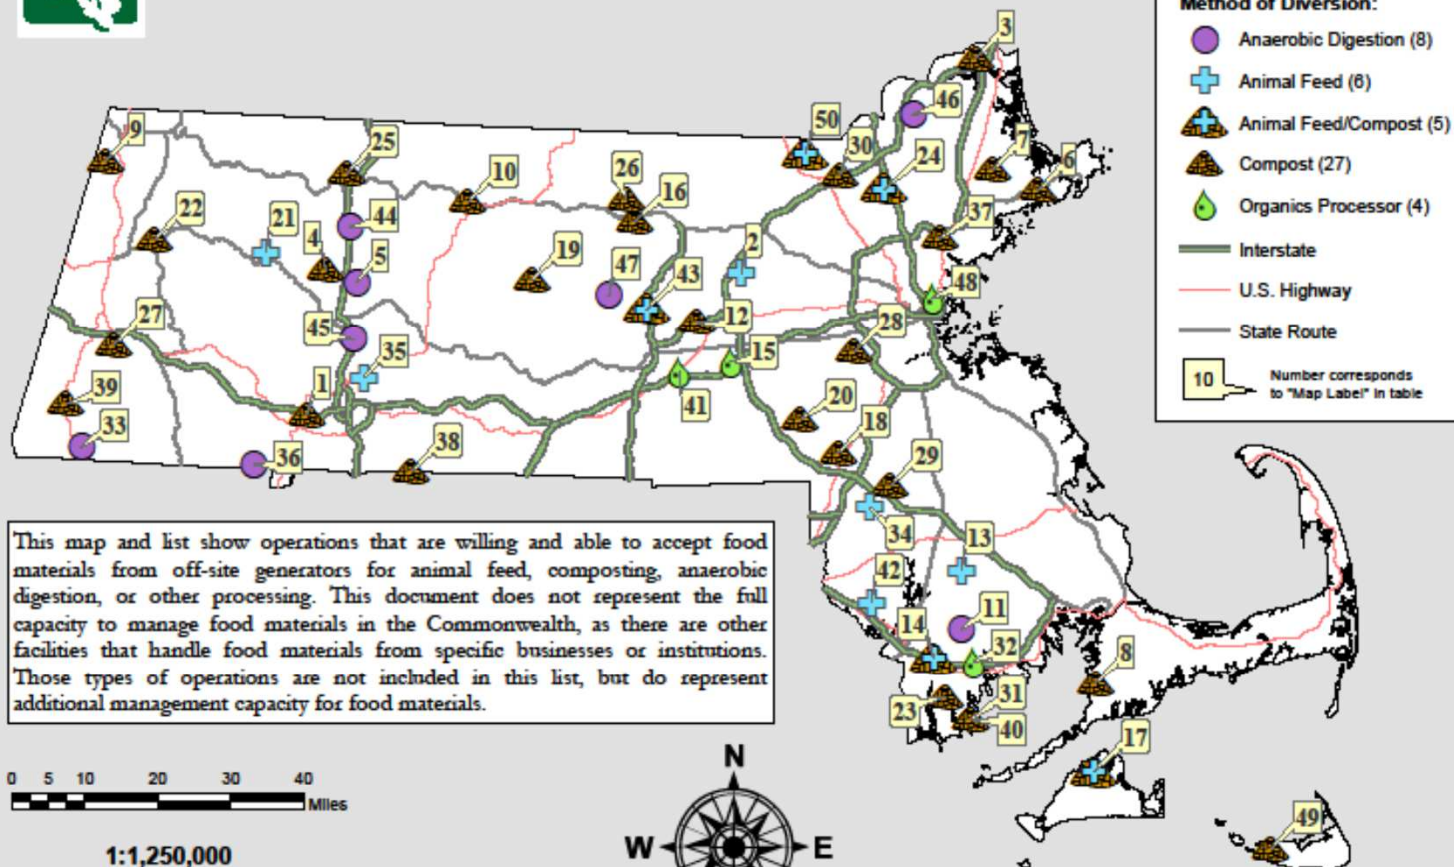 Method of Diversion:
Anaerobic Digestion (8)
Animal Feed (6)
Animal Feed/Compost (5)
Compost (27)
Organics Processor (4)
Interstate
U.S. Highway
State Route
10
Number corresponds
to "Map Label" in table
3
46
50
30
24
7
6
9
25
10
26
16
37
22
21
4
44
5
19
47
2
43
48
27
45
35
12
28
15
39
1
41
20
18
33
36
38
29
34
13
42
14
11
32
8
23
31
40
17
49
This map and list show operations that are willing and able to accept food
materials from off-site generators for animal feed, composting, anaerobic
digestion, or other processing. This document does not represent the full
capacity to manage food materials in the Commonwealth, as there are other
facilities that handle food materials from specific businesses or institutions.
Those types of operations are not included in this list, but do represent
additional management capacity for food materials.
0 5 10 20 30 40
Miles
1:1,250,000
N
W E